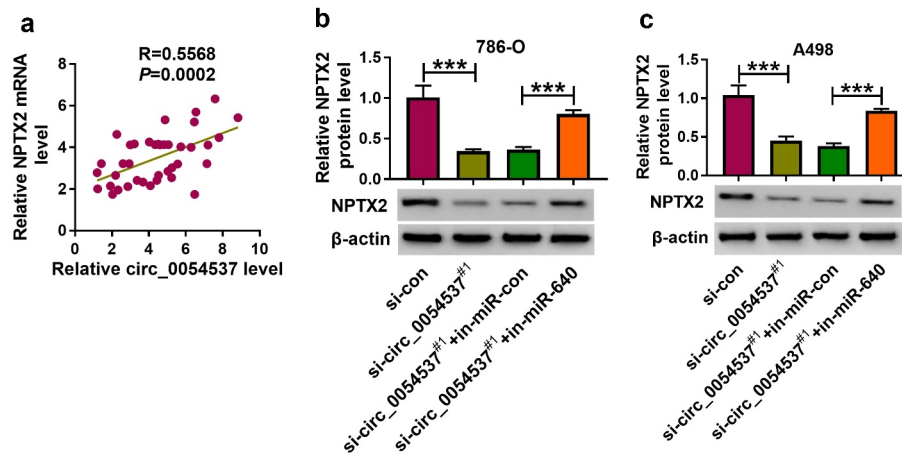 a
R=0.5568
P=0.0002
Relative NPTX2 mRNA
level
8
6
4
2
0
0 2 4 6 8 10
Relative circ_0054537 level
b
786-O
Relative NPTX2
protein level
1.5
1.0
0.5
0.0
***
***
NPTX2
β-actin
si-con
si-circ_0054537#1
si-circ_0054537#1+in-miR-con
si-circ_0054537#1+in-miR-640
c
A498
Relative NPTX2
protein level
1.5
1.0
0.5
0.0
***
***
NPTX2
β-actin
si-con
si-circ_0054537#1
si-circ_0054537#1+in-miR-con
si-circ_0054537#1+in-miR-640